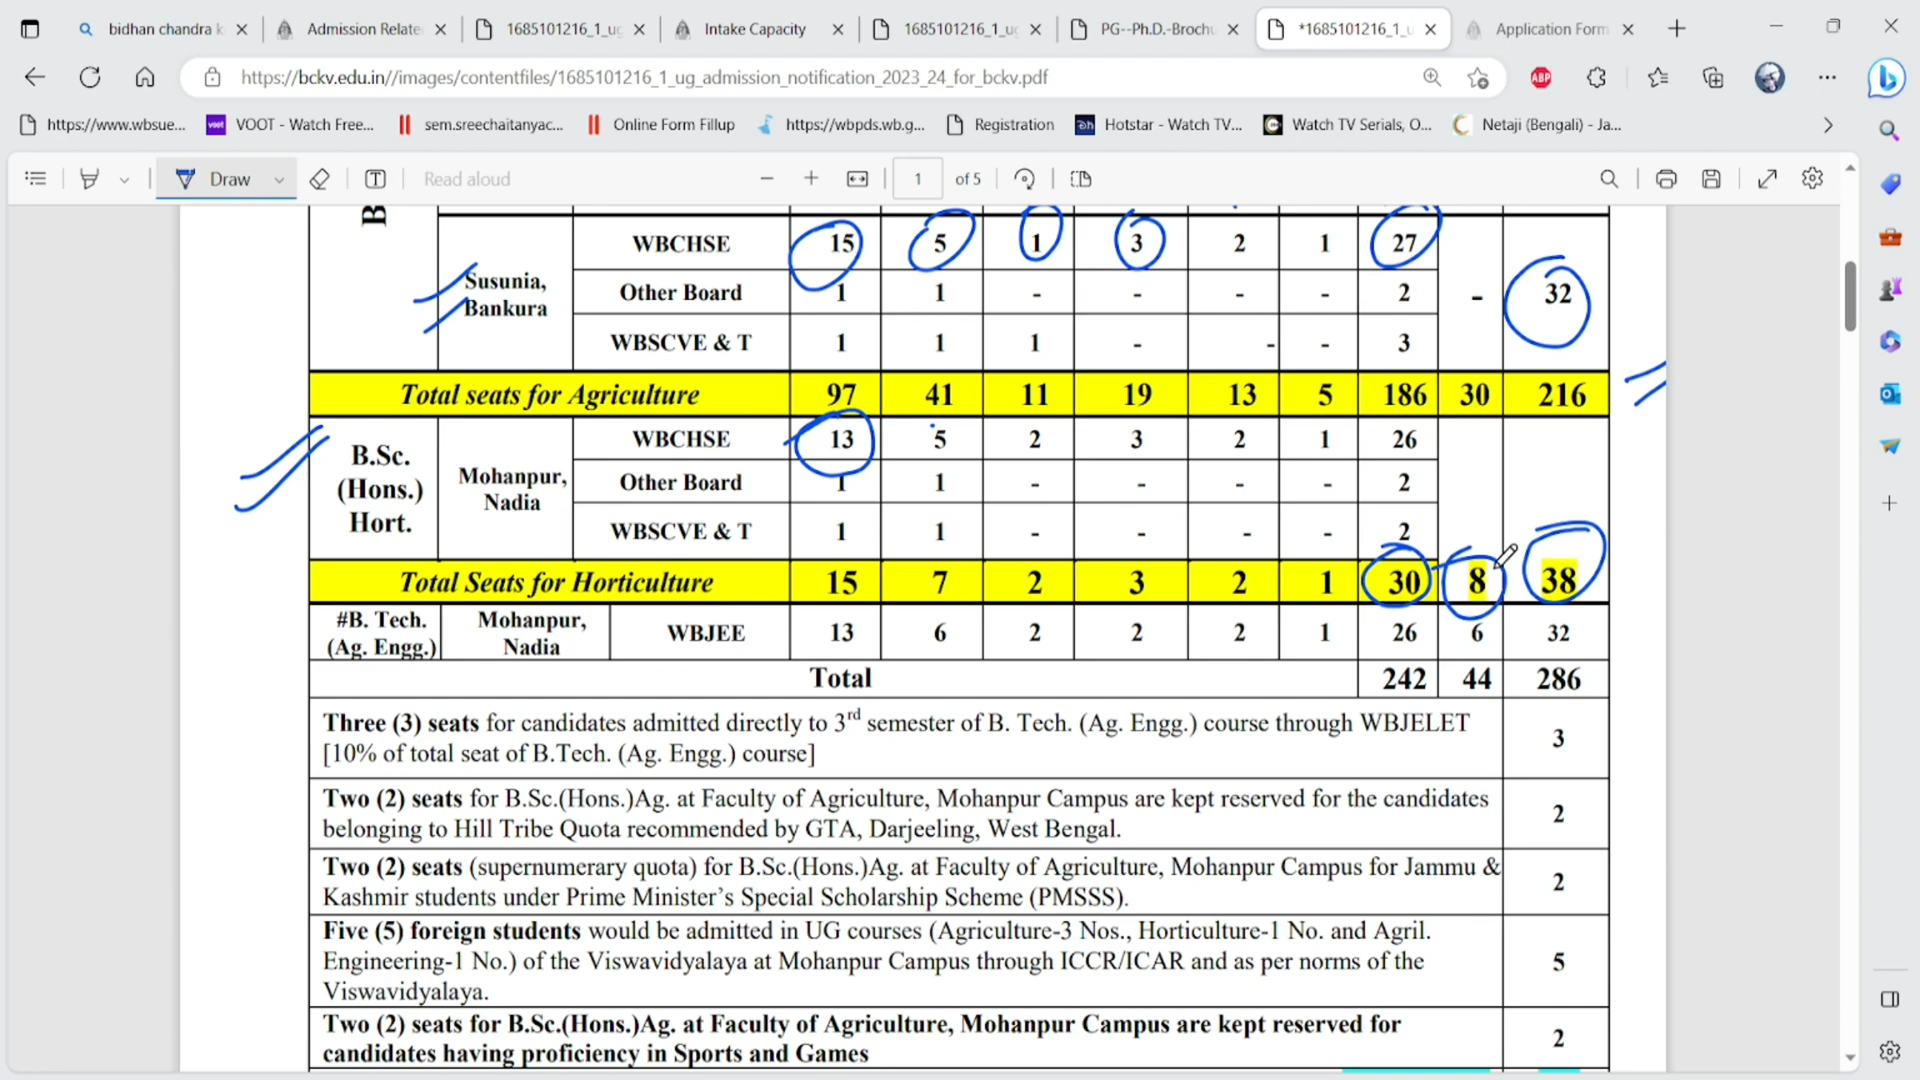 bidhan chandra k
Admission Relate
1685101216_1_ug
Intake Capacity
1685101216_1_ug
PG--Ph.D.-Brochu
*1685101216_1_u
Application Form
https://bckv.edu.in//images/contentfiles/1685101216_1_ug_admission_notification_2023_24_for_bckv.pdf
ABP
https://www.wbsue...
voot VOOT - Watch Free...
sem.sreechaitanyac...
Online Form Fillup
https://wbpds.wb.g...
Registration
Hotstar - Watch TV...
Watch TV Serials, O...
Netaji (Bengali) - Ja...
Draw
Read aloud
1 of 5
B
Susunia,
Bankura
WBCHSE 15 5 1 3 2 1 27
Other Board 1 1 - - - - 2 - 32
WBSCVE & T 1 1 1 - - - 3
Total seats for Agriculture 97 41 11 19 13 5 186 30 216
B.Sc.
(Hons.)
Hort.
Mohanpur,
Nadia
WBCHSE 13 5 2 3 2 1 26
Other Board 1 1 - - - - 2
WBSCVE & T 1 1 - - - - 2
Total Seats for Horticulture 15 7 2 3 2 1 30 8 38
#B. Tech.
(Ag. Engg.)
Mohanpur,
Nadia
WBJEE 13 6 2 2 2 1 26 6 32
Total 242 44 286
Three (3) seats for candidates admitted directly to 3rd semester of B. Tech. (Ag. Engg.) course through WBJELET
[10% of total seat of B.Tech. (Ag. Engg.) course]
3
Two (2) seats for B.Sc.(Hons.)Ag. at Faculty of Agriculture, Mohanpur Campus are kept reserved for the candidates
belonging to Hill Tribe Quota recommended by GTA, Darjeeling, West Bengal.
2
Two (2) seats (supernumerary quota) for B.Sc.(Hons.)Ag. at Faculty of Agriculture, Mohanpur Campus for Jammu &
Kashmir students under Prime Minister’s Special Scholarship Scheme (PMSSS).
2
Five (5) foreign students would be admitted in UG courses (Agriculture-3 Nos., Horticulture-1 No. and Agril.
Engineering-1 No.) of the Viswavidyalaya at Mohanpur Campus through ICCR/ICAR and as per norms of the
Viswavidyalaya.
5
Two (2) seats for B.Sc.(Hons.)Ag. at Faculty of Agriculture, Mohanpur Campus are kept reserved for
candidates having proficiency in Sports and Games
2